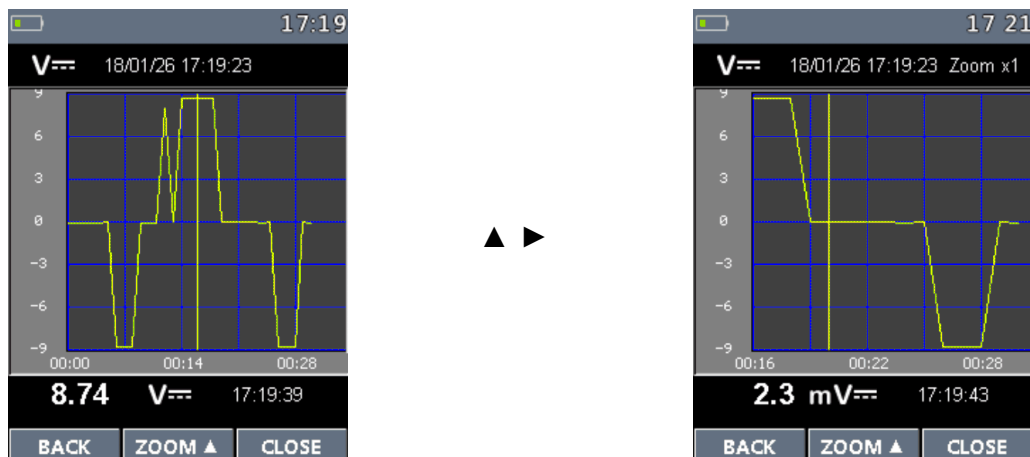 17:19
V 18/01/26 17:19:23
9
6
3
0
-3
-6
-9
00:00 00:14 00:28
8.74 V 17:19:39
BACK ZOOM ▲ CLOSE
▲ ►
17 21
V 18/01/26 17:19:23 Zoom x1
9
6
3
0
-3
-6
-9
00:16 00:22 00:28
2.3 mV 17:19:43
BACK ZOOM ▲ CLOSE